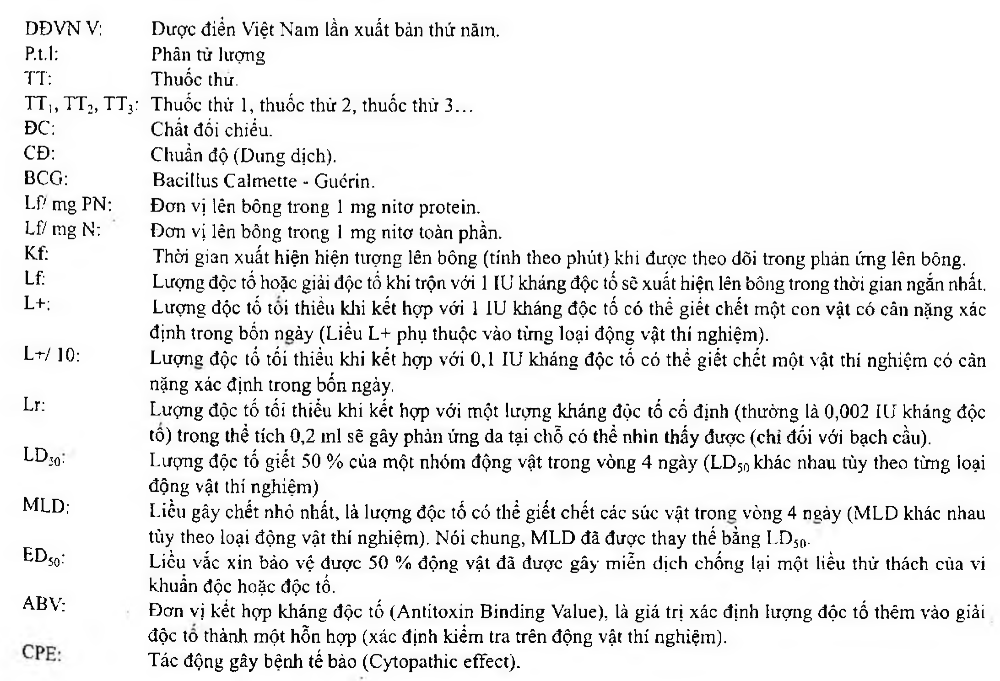 DĐVN V: Dược điển Việt Nam lần xuất bản thứ năm.
P.t.l: Phân tử lượng
TT: Thuốc thử.
TT₁, TT₂, TT₃: Thuốc thử 1, thuốc thử 2, thuốc thử 3...
ĐC: Chất đối chiếu.
CĐ: Chuẩn độ (Dung dịch).
BCG: Bacillus Calmette - Guérin.
Lf/ mg PN: Đơn vị lên bông trong 1 mg nitơ protein.
Lf/ mg N: Đơn vị lên bông trong 1 mg nitơ toàn phần.
Kf: Thời gian xuất hiện hiện tượng lên bông (tính theo phút) khi được theo dõi trong phản ứng lên bông.
Lf: Lượng độc tố hoặc giải độc tố khi trộn với 1 IU kháng độc tố sẽ xuất hiện lên bông trong thời gian ngắn nhất.
L+: Lượng độc tố tối thiểu khi kết hợp với 1 IU kháng độc tố có thể giết chết một con vật có cân nặng xác
định trong bốn ngày (Liều L+ phụ thuộc vào từng loại động vật thí nghiệm).
L+/ 10: Lượng độc tố tối thiểu khi kết hợp với 0,1 IU kháng độc tố có thể giết chết một vật thí nghiệm có cân
nặng xác định trong bốn ngày.
Lr: Lượng độc tố tối thiểu khi kết hợp với một lượng kháng độc tố cố định (thường là 0,002 IU kháng độc
tố) trong thể tích 0,2 ml sẽ gây phản ứng da tại chỗ có thể nhìn thấy được (chỉ đối với bạch cầu).
LD₅₀: Lượng độc tố giết 50 % của một nhóm động vật trong vòng 4 ngày (LD₅₀ khác nhau tùy theo từng loại
động vật thí nghiệm)
MLD: Liều gây chết nhỏ nhất, là lượng độc tố có thể giết chết các súc vật trong vòng 4 ngày (MLD khác nhau
tùy theo loại động vật thí nghiệm). Nói chung, MLD đã được thay thế bằng LD₅₀.
ED₅₀: Liều vắc xin bảo vệ được 50 % động vật đã được gây miễn dịch chống lại một liều thử thách của vi
khuẩn độc hoặc độc tố.
ABV: Đơn vị kết hợp kháng độc tố (Antitoxin Binding Value), là giá trị xác định lượng độc tố thêm vào giải
độc tố thành một hỗn hợp (xác định kiểm tra trên động vật thí nghiệm).
CPE: Tác động gây bệnh tế bào (Cytopathic effect).